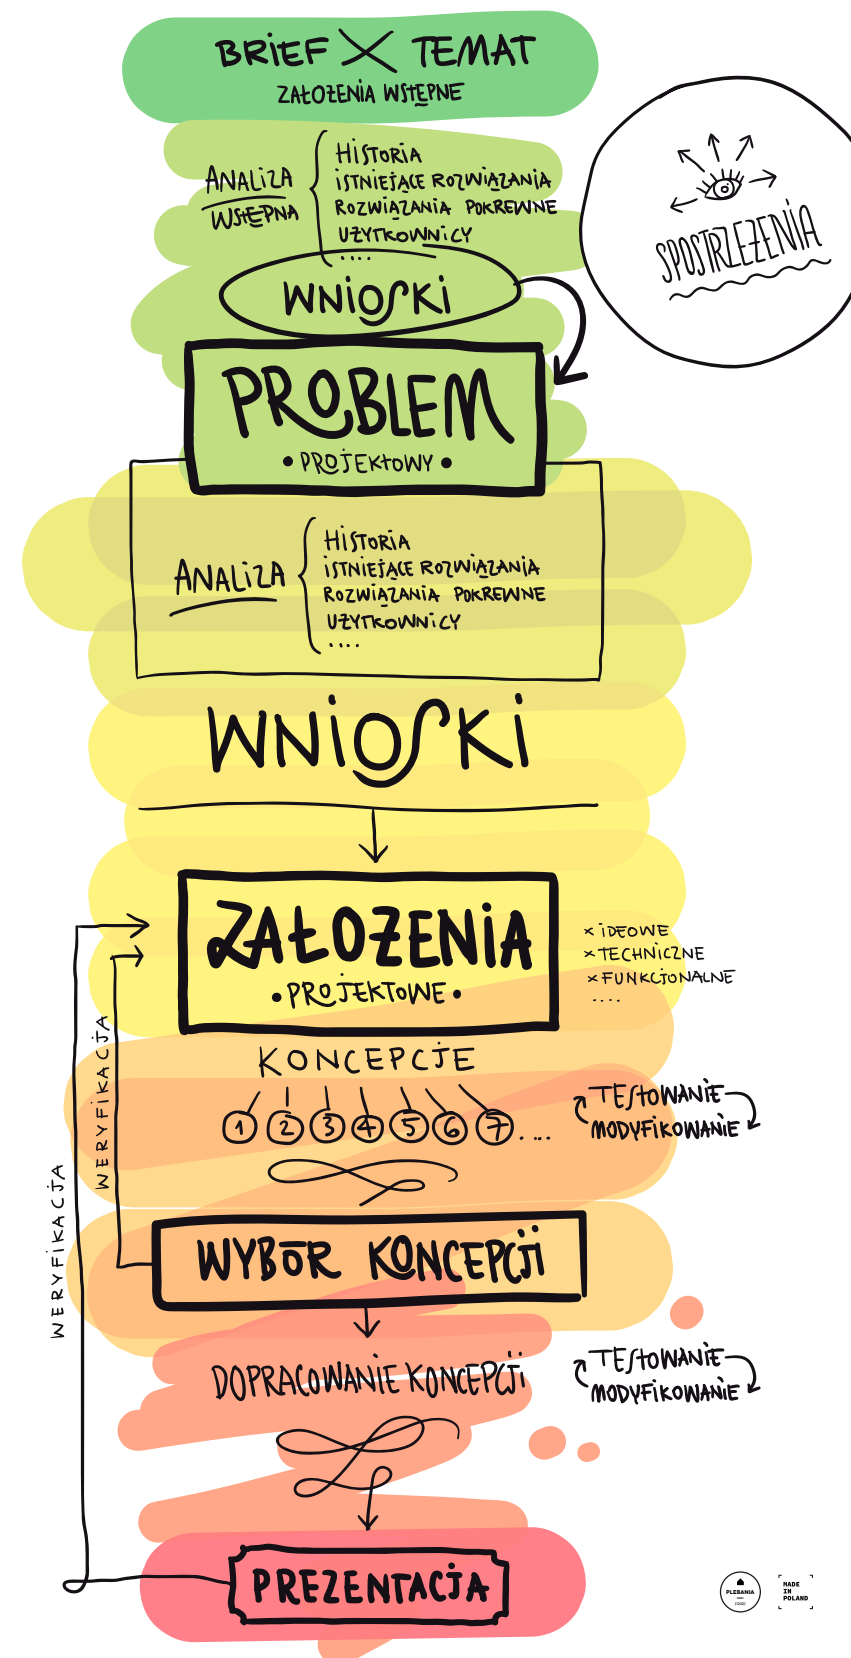 BRiEF X TEMAT
ZAŁOŻENiA WSTĘPNE
ANALiZA
WSTĘPNA
HiSTORiA
iSTNiEJĄCE ROZWiĄZANiA
ROZWiĄZANiA POKREWNE
UŻYTKOWNiCY
....
SPOSTRZEŻENiA
WNiOSKi
PROBLEM
• PROJEKTOWY •
ANALiZA
HiSTORiA
iSTNiEJĄCE ROZWiĄZANiA
ROZWiĄZANiA POKREWNE
UŻYTKOWNiCY
....
WNiOSKi
ZAŁOŻENiA
• PROJEKTOWE •
x iDEOWE
x TECHNiCZNE
x FUNKCJONALNE
....
KONCEPCJE
1 2 3 4 5 6 7 . ...
TESTOWANiE
MODYFiKOWANiE
WERYFiKACJA
WERYFiKACJA
WYBÓR KONCEPCJi
DOPRACOWANiE KONCEPCJi
TESTOWANiE
MODYFiKOWANiE
PREZENTACJA
PLEBANIA
MADE
IN
POLAND